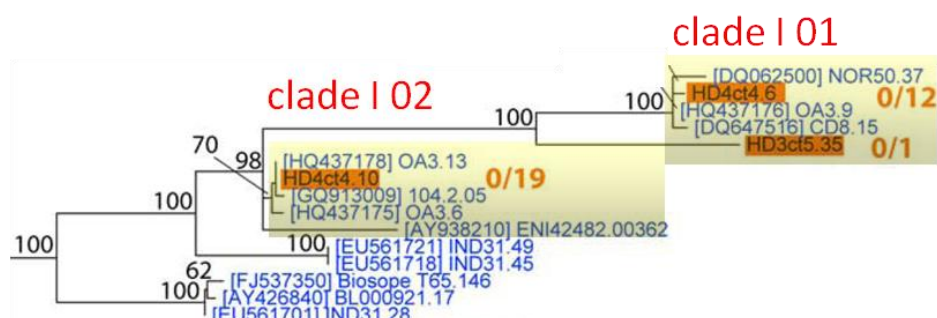 clade I 01
[DQ062500] NOR50.37
HD4ct4.6
0/12
100
[HQ437176] OA3.9
[DQ647516] CD8.15
HD3ct5.35
0/1
100
clade I 02
70
98
[HQ437178] OA3.13
HD4ct4.10
0/19
[GQ913009] 104.2.05
[HQ437175] OA3.6
[AY938210] ENI42482.00362
100
100
[EU561721] IND31.49
[EU561718] IND31.45
100
62
[FJ537350] Biosope T65.146
100
[AY426840] BL000921.17
[EU561701] IND31.28